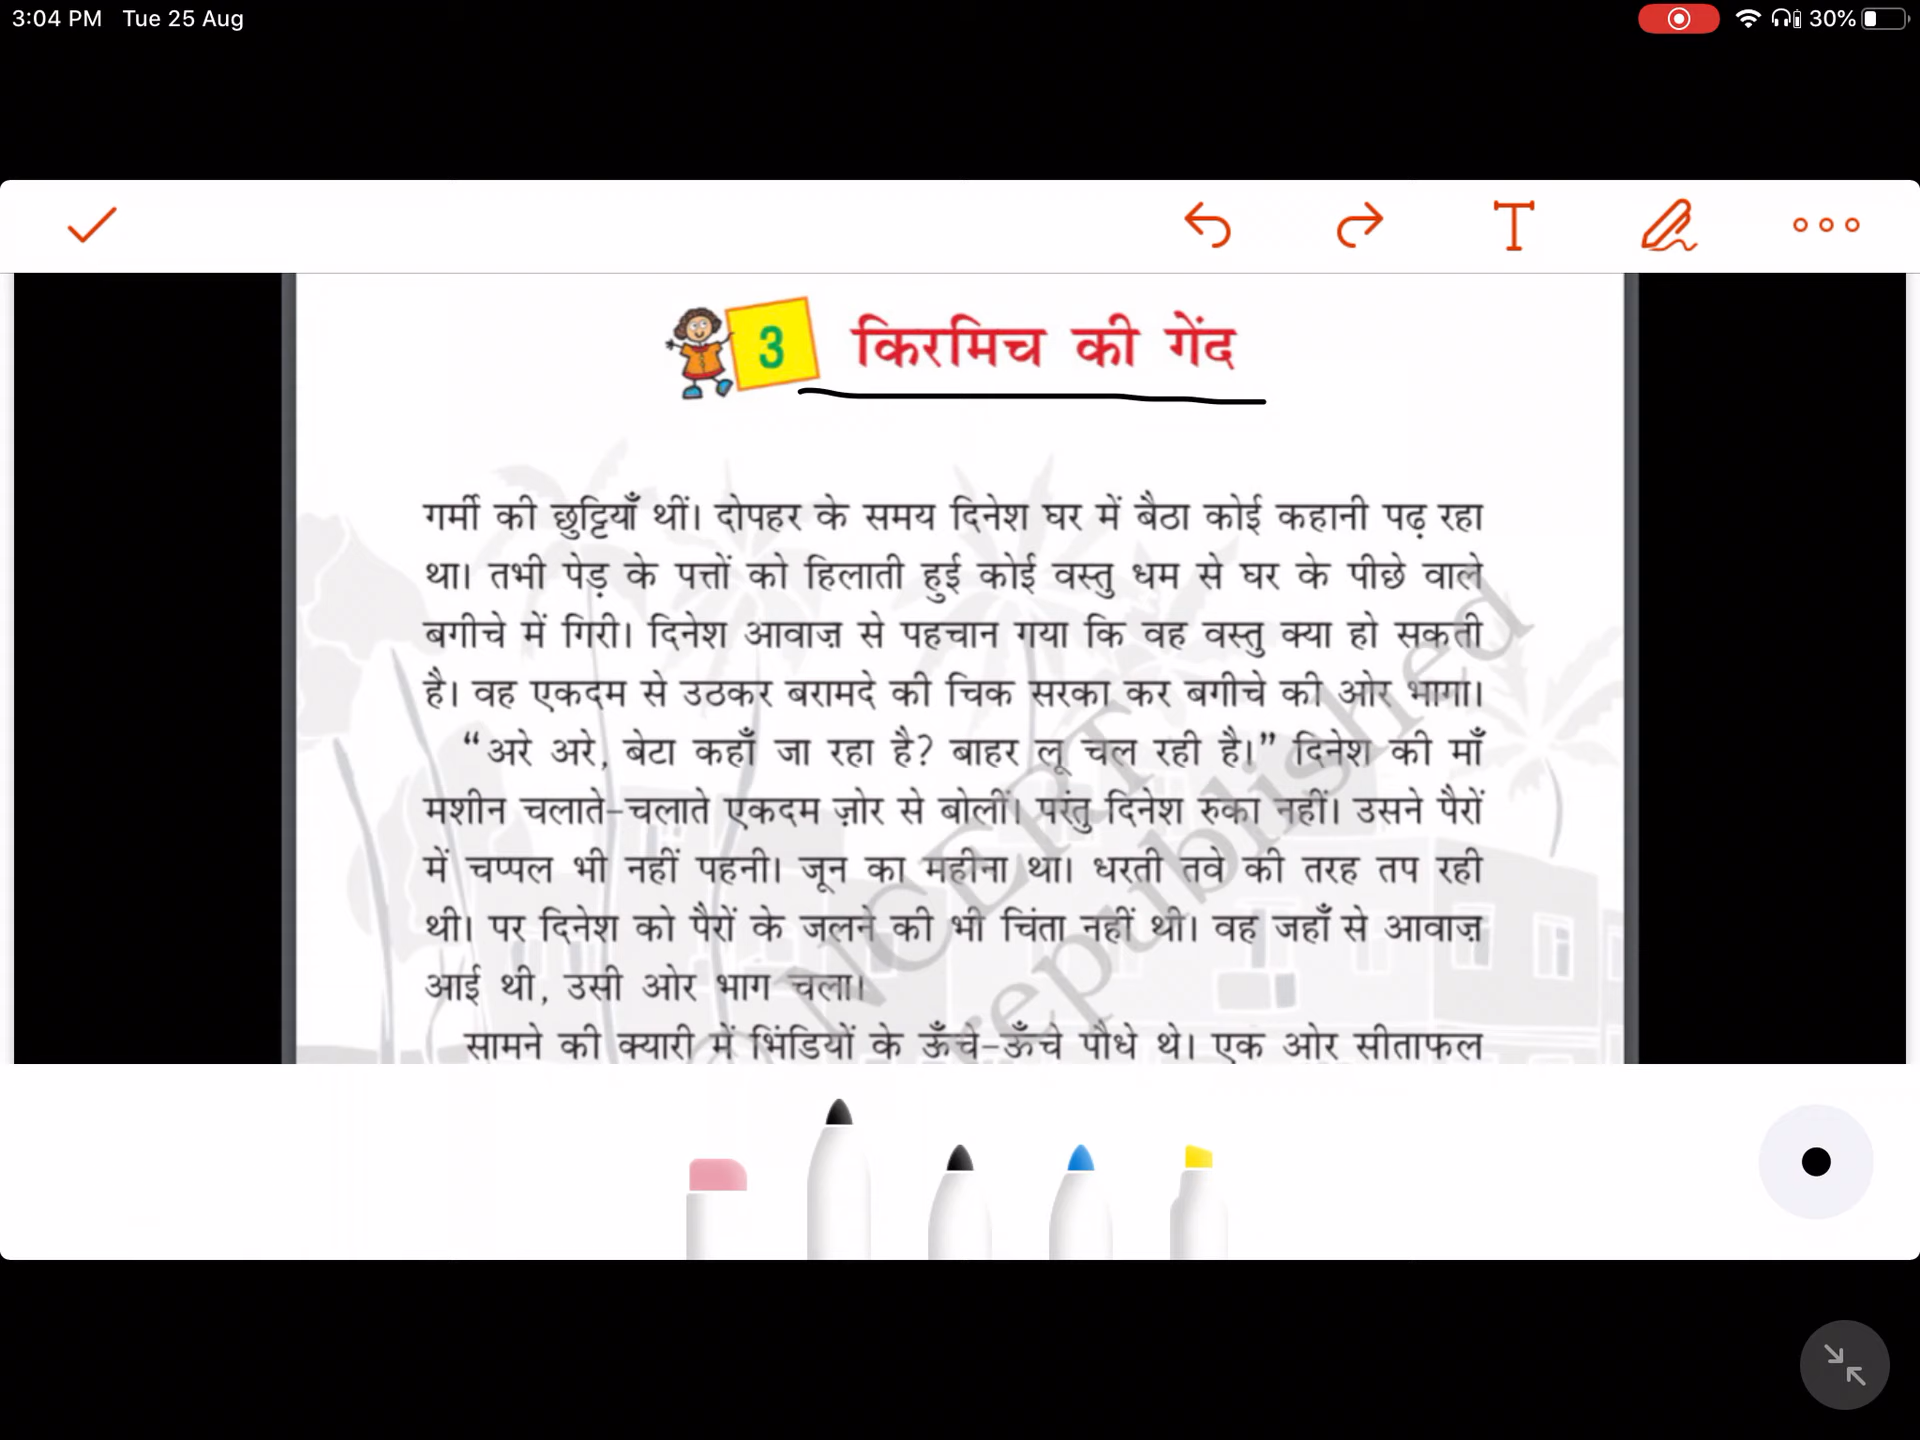 3:04 PM Tue 25 Aug
30%
T
3 किरमिच की गेंद
गर्मी की छुट्टियाँ थीं। दोपहर के समय दिनेश घर में बैठा कोई कहानी पढ़ रहा
था। तभी पेड़ के पत्तों को हिलाती हुई कोई वस्तु धम से घर के पीछे वाले
बगीचे में गिरी। दिनेश आवाज़ से पहचान गया कि वह वस्तु क्या हो सकती
है। वह एकदम से उठकर बरामदे की चिक सरका कर बगीचे की ओर भागा।
“अरे अरे, बेटा कहाँ जा रहा है? बाहर लू चल रही है।” दिनेश की माँ
मशीन चलाते-चलाते एकदम ज़ोर से बोलीं। परंतु दिनेश रुका नहीं। उसने पैरों
में चप्पल भी नहीं पहनी। जून का महीना था। धरती तवे की तरह तप रही
थी। पर दिनेश को पैरों के जलने की भी चिंता नहीं थी। वह जहाँ से आवाज़
आई थी, उसी ओर भाग चला।
सामने की क्यारी में भिंडियों के ऊँचे-ऊँचे पौधे थे। एक ओर सीताफल
© NCERT
republished